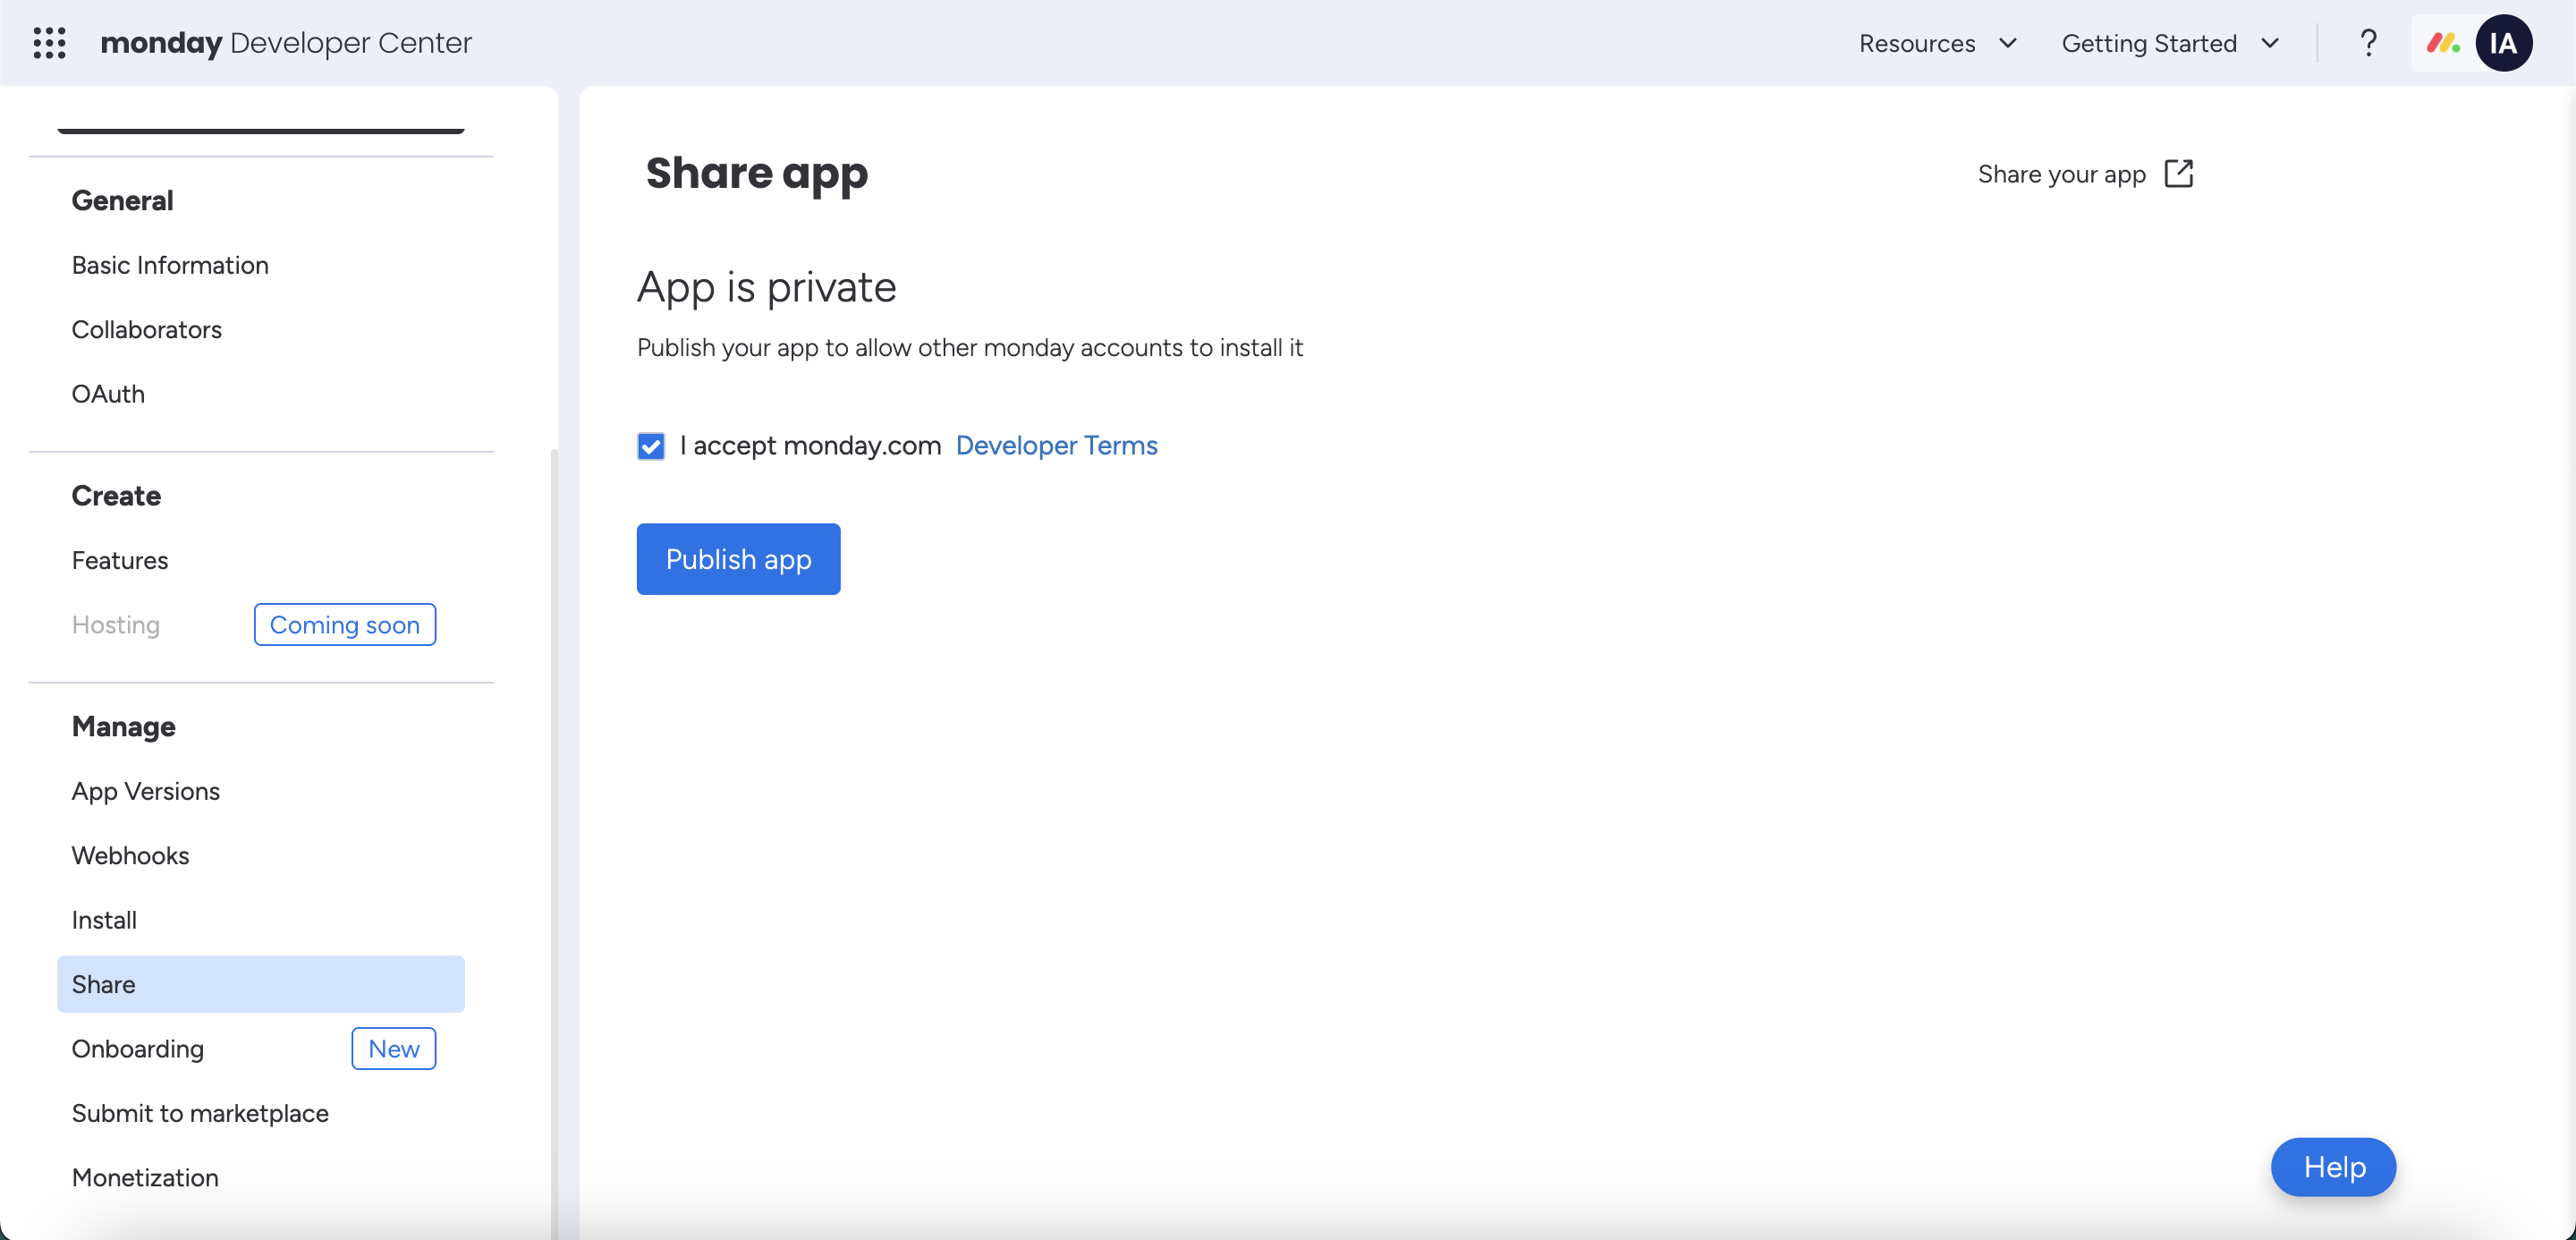 monday Developer Center
Resources
Getting Started
?
IA
General
Basic Information
Collaborators
OAuth
Create
Features
Hosting
Coming soon
Manage
App Versions
Webhooks
Install
Share
Onboarding
New
Submit to marketplace
Monetization
Share app
Share your app
App is private
Publish your app to allow other monday accounts to install it
I accept monday.com Developer Terms
Publish app
Help